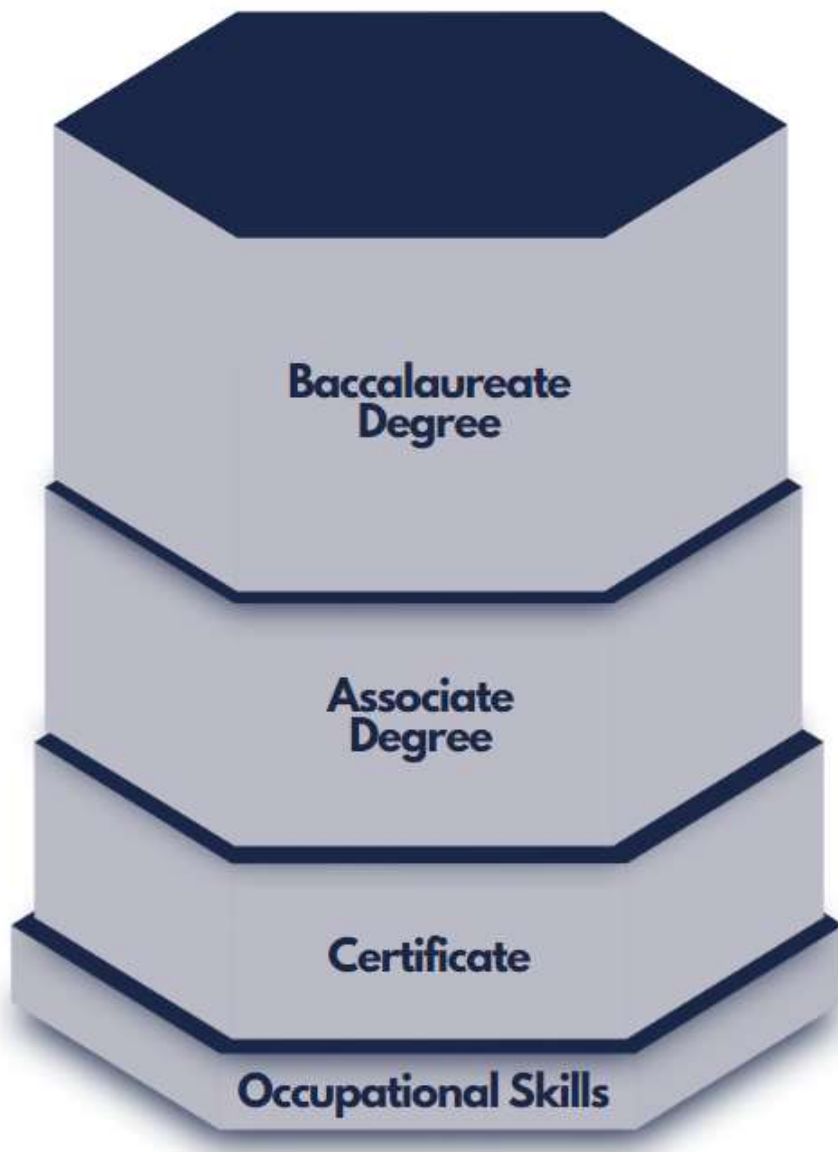 Baccalaureate
Degree
Associate
Degree
Certificate
Occupational Skills